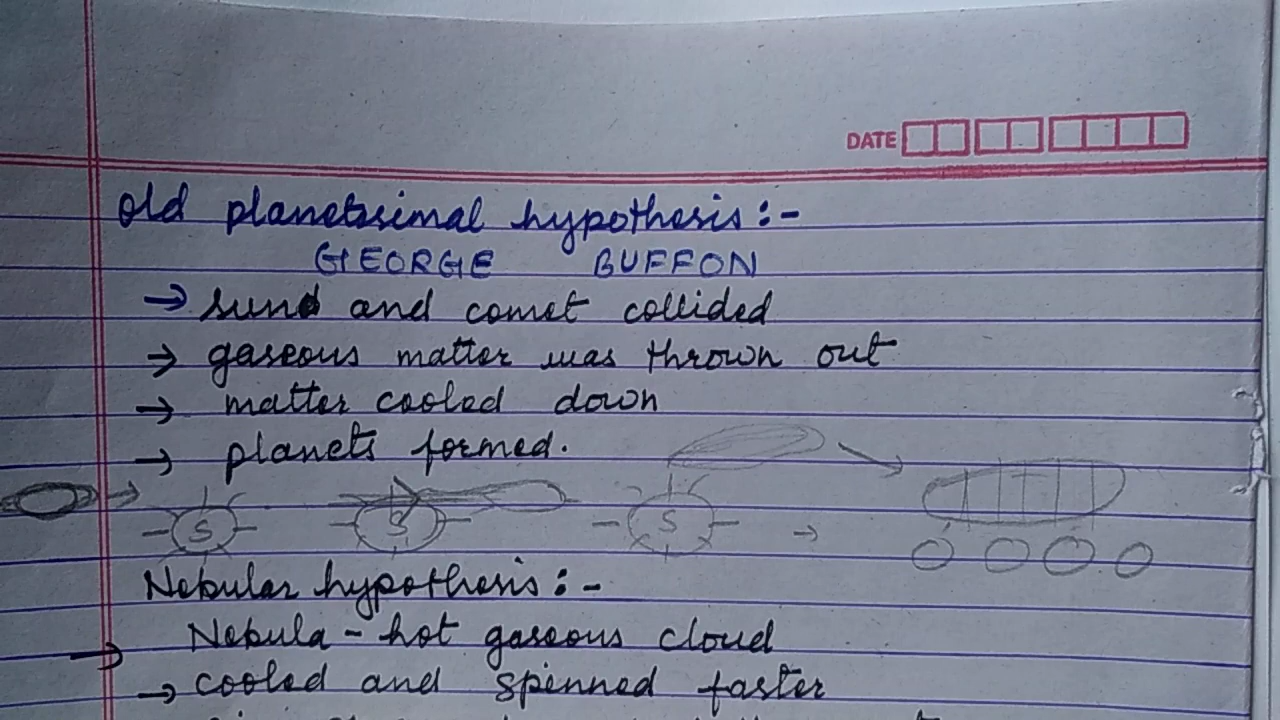 DATE
old planetesimal hypothesis:-
GEORGE BUFFON
→ sun and comet collided
→ gaseous matter was thrown out
→ matter cooled down
→ planets formed.
S S S
Nebular hypothesis:-
→ Nebula - hot gaseous cloud
→ cooled and spinned faster